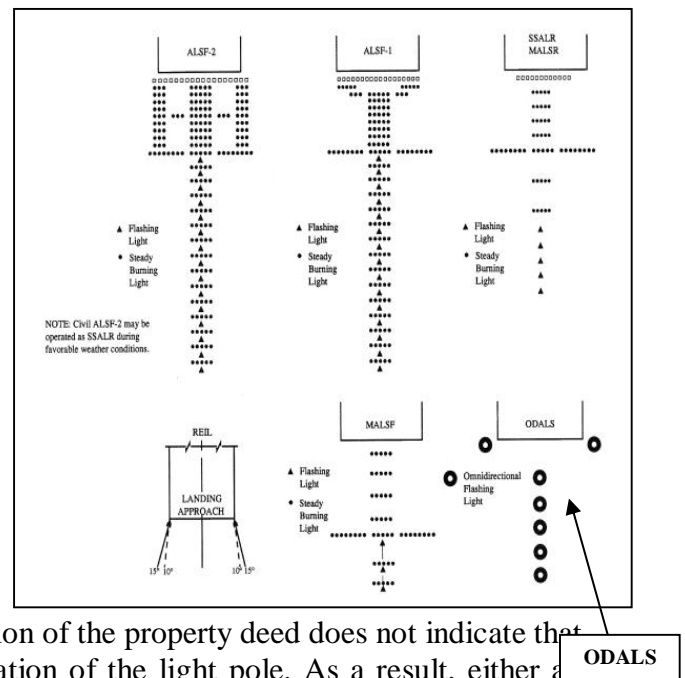 ALSF-2
ALSF-1
SSALR
MALSR
Flashing
Light
Steady
Burning
Light
Flashing
Light
Steady
Burning
Light
Flashing
Light
Steady
Burning
Light
NOTE: Civil ALSF-2 may be
operated as SSALR during
favorable weather conditions.
REIL
LANDING
APPROACH
15° 10°
10° 15°
MALSF
Flashing
Light
Steady
Burning
Light
ODALS
Omnidirectional
Flashing
Light
ion of the property deed does not indicate that
ation of the light pole. As a result, either a
ODALS